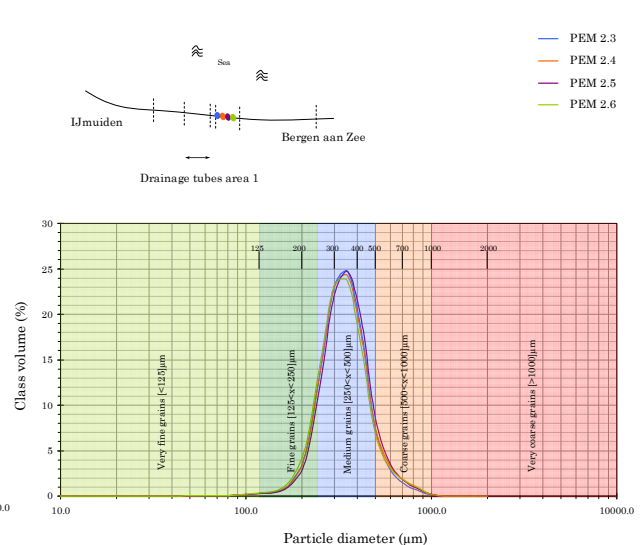 PEM 2.3
PEM 2.4
PEM 2.5
PEM 2.6
Sea
IJmuiden
Bergen aan Zee
Drainage tubes area 1
Class volume (%)
30
25
20
15
10
5
0
125
200
300
400
500
700
1000
2000
Very fine grains [<125]µm
Fine grains [125<x<250]µm
Medium grains [250<x<500]µm
Coarse grains [500<x<1000]µm
Very coarse grains [>1000]µm
0.0
10.0
100.0
1000.0
10000.0
Particle diameter (µm)